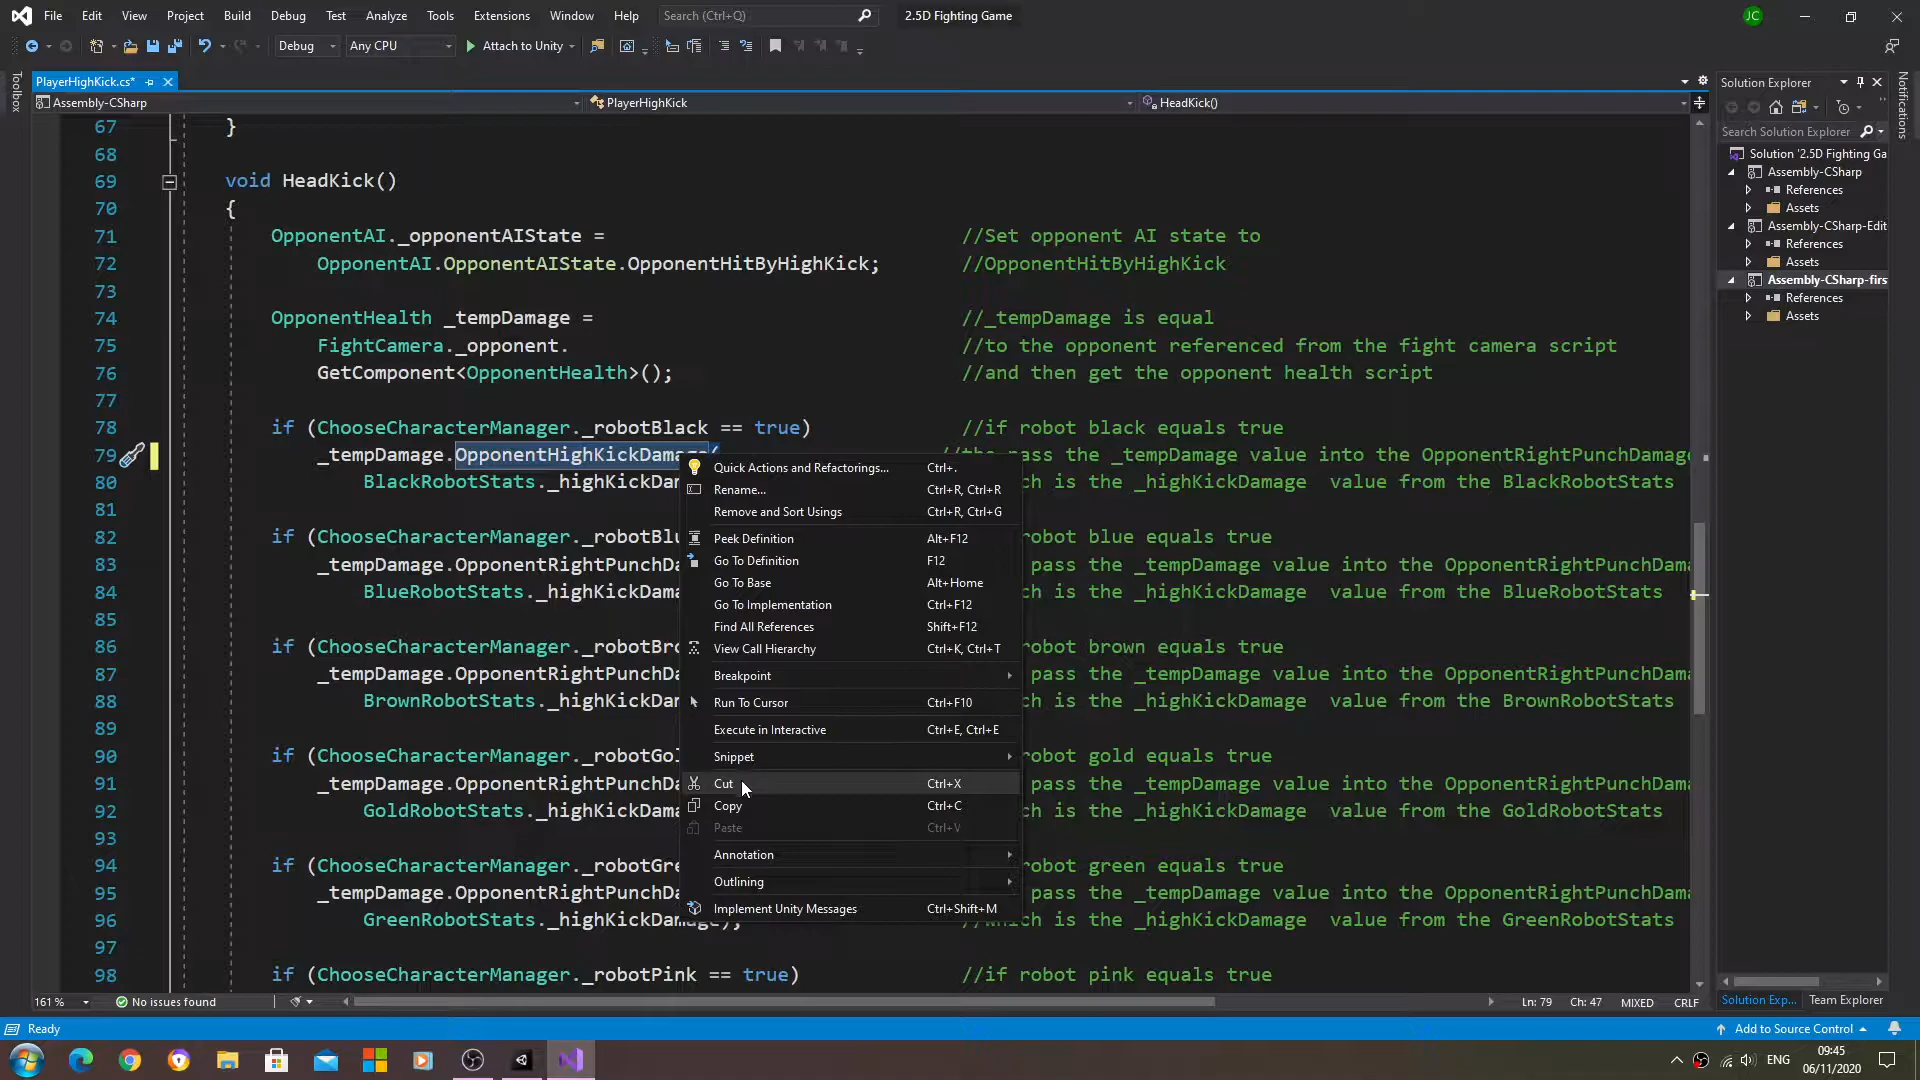 File Edit View Project Build Debug Test Analyze Tools Extensions Window Help Search (Ctrl+Q) 2.5D Fighting Game JC
Debug Any CPU Attach to Unity
Toolbox
PlayerHighKick.cs*
Assembly-CSharp PlayerHighKick HeadKick()
67 }
68
69 void HeadKick()
70 {
71 OpponentAI._opponentAIState = //Set opponent AI state to
72 OpponentAI.OpponentAIState.OpponentHitByHighKick; //OpponentHitByHighKick
73
74 OpponentHealth _tempDamage = //_tempDamage is equal
75 FightCamera._opponent. //to the opponent referenced from the fight camera script
76 GetComponent<OpponentHealth>(); //and then get the opponent health script
77
78 if (ChooseCharacterManager._robotBlack == true) //if robot black equals true
79 _tempDamage.OpponentHighKickDamage( //the pass the _tempDamage value into the OpponentRightPunchDamage
80 BlackRobotStats._highKickDam ch is the _highKickDamage value from the BlackRobotStats
81
82 if (ChooseCharacterManager._robotBlu robot blue equals true
83 _tempDamage.OpponentRightPunchDa pass the _tempDamage value into the OpponentRightPunchDama
84 BlueRobotStats._highKickDama ch is the _highKickDamage value from the BlueRobotStats
85
86 if (ChooseCharacterManager._robotBro robot brown equals true
87 _tempDamage.OpponentRightPunchDa pass the _tempDamage value into the OpponentRightPunchDama
88 BrownRobotStats._highKickDam ch is the _highKickDamage value from the BrownRobotStats
89
90 if (ChooseCharacterManager._robotGol robot gold equals true
91 _tempDamage.OpponentRightPunchDa pass the _tempDamage value into the OpponentRightPunchDama
92 GoldRobotStats._highKickDama ch is the _highKickDamage value from the GoldRobotStats
93
94 if (ChooseCharacterManager._robotGre robot green equals true
95 _tempDamage.OpponentRightPunchDa pass the _tempDamage value into the OpponentRightPunchDama
96 GreenRobotStats._highKickDamage); //which is the _highKickDamage value from the GreenRobotStats
97
98 if (ChooseCharacterManager._robotPink == true) //if robot pink equals true
Quick Actions and Refactorings... Ctrl+.
Rename... Ctrl+R, Ctrl+R
Remove and Sort Usings Ctrl+R, Ctrl+G
Peek Definition Alt+F12
Go To Definition F12
Go To Base Alt+Home
Go To Implementation Ctrl+F12
Find All References Shift+F12
View Call Hierarchy Ctrl+K, Ctrl+T
Breakpoint
Run To Cursor Ctrl+F10
Execute in Interactive Ctrl+E, Ctrl+E
Snippet
Cut Ctrl+X
Copy Ctrl+C
Paste Ctrl+V
Annotation
Outlining
Implement Unity Messages Ctrl+Shift+M
Solution Explorer
Search Solution Explorer
Solution '2.5D Fighting Ga
Assembly-CSharp
References
Assets
Assembly-CSharp-Edit
References
Assets
Assembly-CSharp-firs
References
Assets
Solution Exp... Team Explorer
Notifications
161 % No issues found Ln: 79 Ch: 47 MIXED CRLF
Ready Add to Source Control
ENG 09:45
06/11/2020